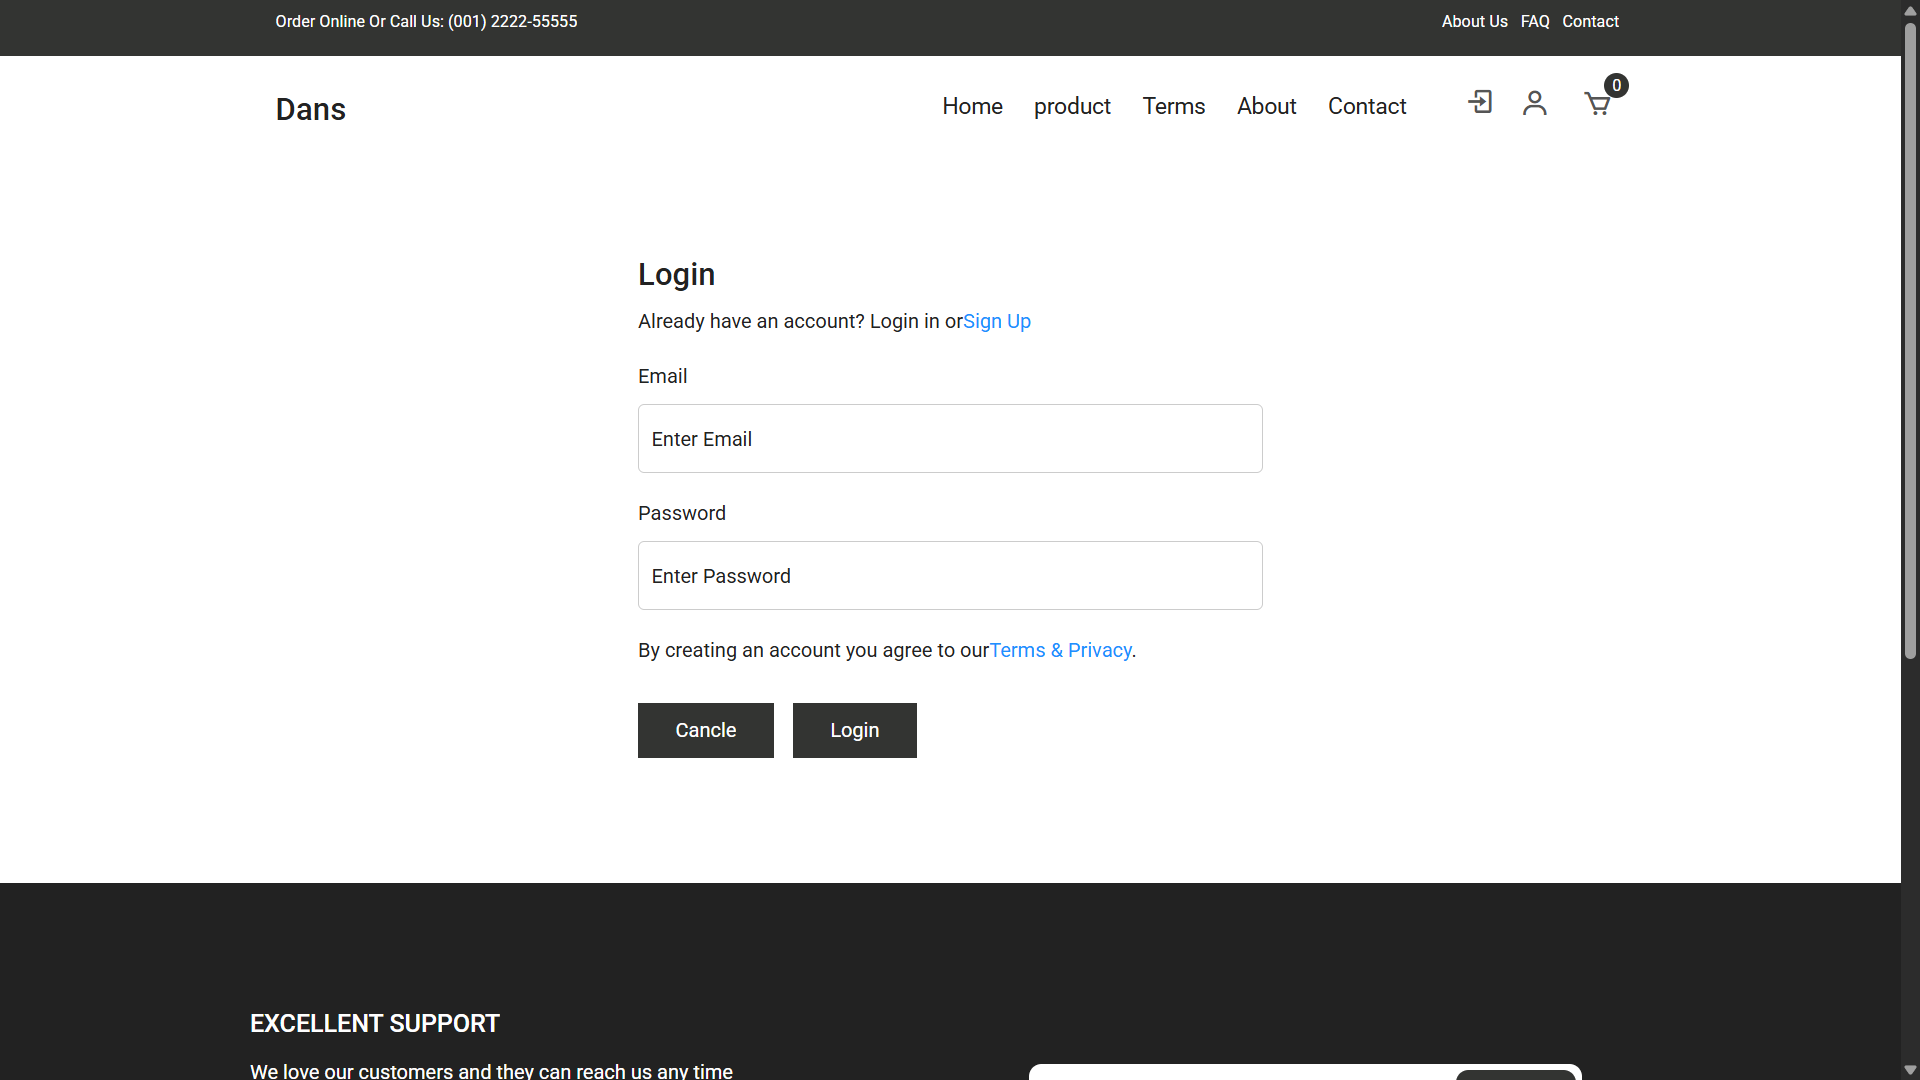 Order Online Or Call Us: (001) 2222-55555
About Us FAQ Contact
Dans
Home product Terms About Contact
0
Login
Already have an account? Login in orSign Up
Email
Enter Email
Password
Enter Password
By creating an account you agree to ourTerms & Privacy.
Cancle Login
EXCELLENT SUPPORT
We love our customers and they can reach us any time